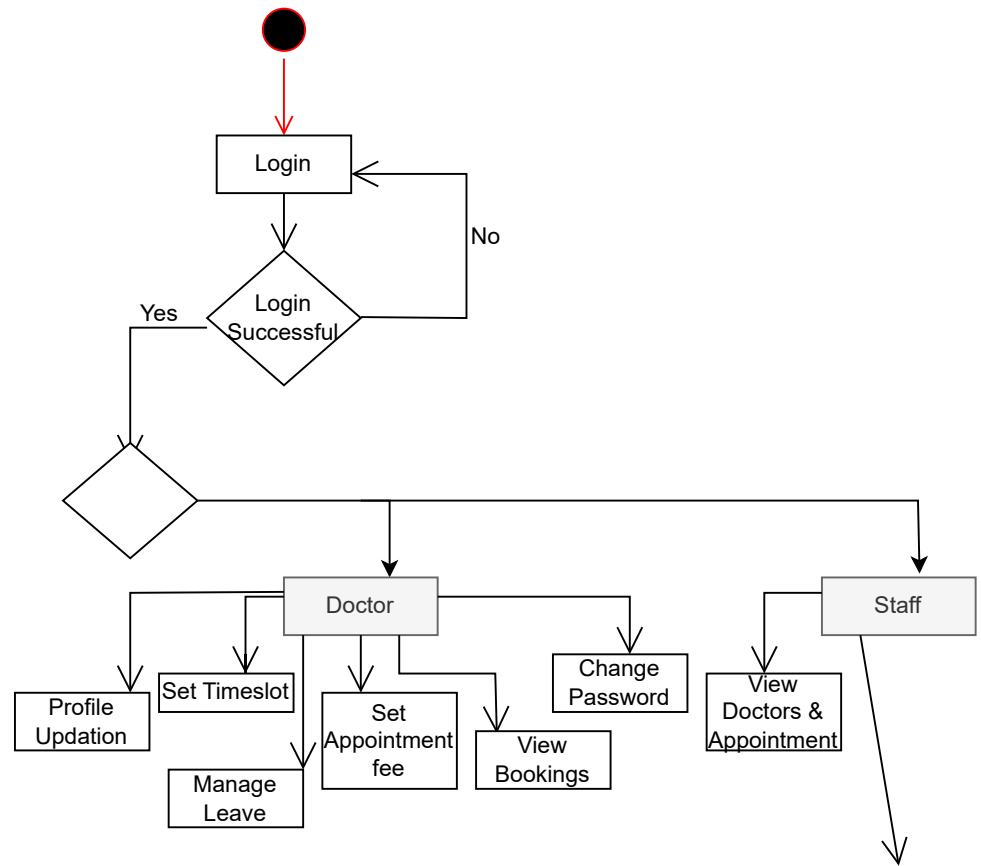 Login
No
Login
Successful
Yes
Doctor
Staff
Profile
Updation
Set Timeslot
Manage
Leave
Set
Appointment
fee
View
Bookings
Change
Password
View
Doctors &
Appointment